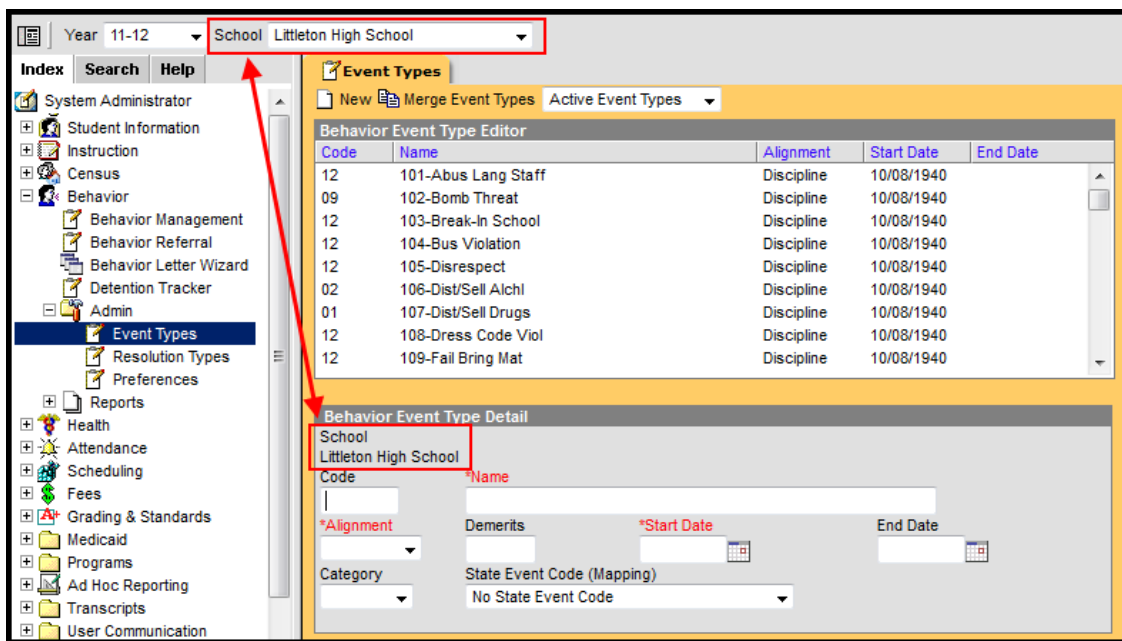 Year 11-12 School Littleton High School
Index Search Help
System Administrator
Student Information
Instruction
Census
Behavior
Behavior Management
Behavior Referral
Behavior Letter Wizard
Detention Tracker
Admin
Event Types
Resolution Types
Preferences
Reports
Health
Attendance
Scheduling
Fees
Grading & Standards
Medicaid
Programs
Ad Hoc Reporting
Transcripts
User Communication
Event Types
New Merge Event Types Active Event Types
Behavior Event Type Editor
Code Name Alignment Start Date End Date
12 101-Abus Lang Staff Discipline 10/08/1940
09 102-Bomb Threat Discipline 10/08/1940
12 103-Break-In School Discipline 10/08/1940
12 104-Bus Violation Discipline 10/08/1940
12 105-Disrespect Discipline 10/08/1940
02 106-Dist/Sell Alchl Discipline 10/08/1940
01 107-Dist/Sell Drugs Discipline 10/08/1940
12 108-Dress Code Viol Discipline 10/08/1940
12 109-Fail Bring Mat Discipline 10/08/1940
Behavior Event Type Detail
School
Littleton High School
Code *Name
*Alignment Demerits *Start Date End Date
Category State Event Code (Mapping)
No State Event Code